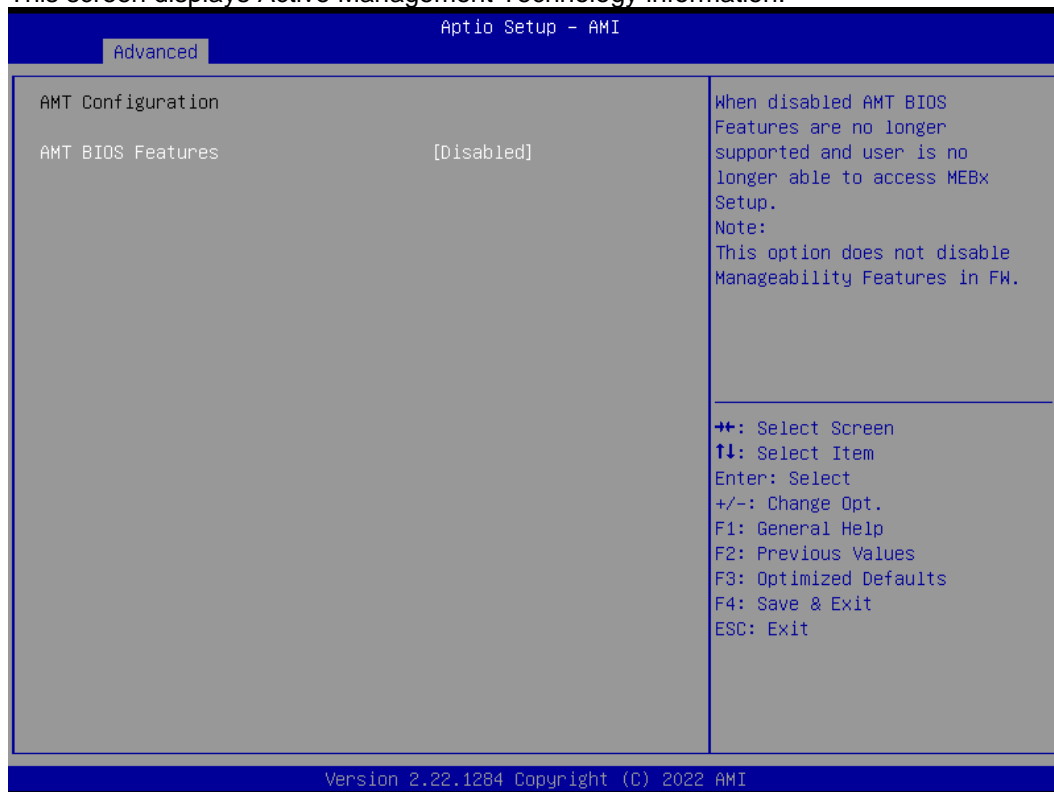 This screen displays Active Management Technology information.
Aptio Setup – AMI
Advanced
AMT Configuration
AMT BIOS Features [Disabled]
When disabled AMT BIOS
Features are no longer
supported and user is no
longer able to access MEBx
Setup.
Note:
This option does not disable
Manageability Features in FW.
→←: Select Screen
↑↓: Select Item
Enter: Select
+/-: Change Opt.
F1: General Help
F2: Previous Values
F3: Optimized Defaults
F4: Save & Exit
ESC: Exit
Version 2.22.1284 Copyright (C) 2022 AMI